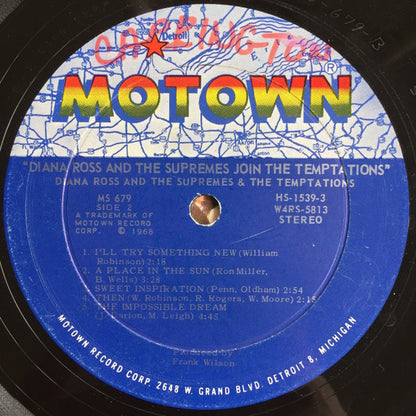 Detroit
MOTOWN®
"DIANA ROSS AND THE SUPREMES JOIN THE TEMPTATIONS"
DIANA ROSS AND THE SUPREMES & THE TEMPTATIONS
MS 679
SIDE 2
A TRADEMARK OF
MOTOWN RECORD
CORP. © 1968
HS-1539-3
W4RS-5813
STEREO
1. I'LL TRY SOMETHING NEW (William
Robinson) 2:18
2. A PLACE IN THE SUN (Ron Miller,
B. Wells) 3:18
3. SWEET INSPIRATION (Penn, Oldham) 2:54
4. THEN (W. Robinson, R. Rogers, W. Moore) 2:15
5. THE IMPOSSIBLE DREAM
(J. Darion, M. Leigh) 4:45
Produced by
Frank Wilson
MOTOWN RECORD CORP. 2648 W. GRAND BLVD. DETROIT 8, MICHIGAN